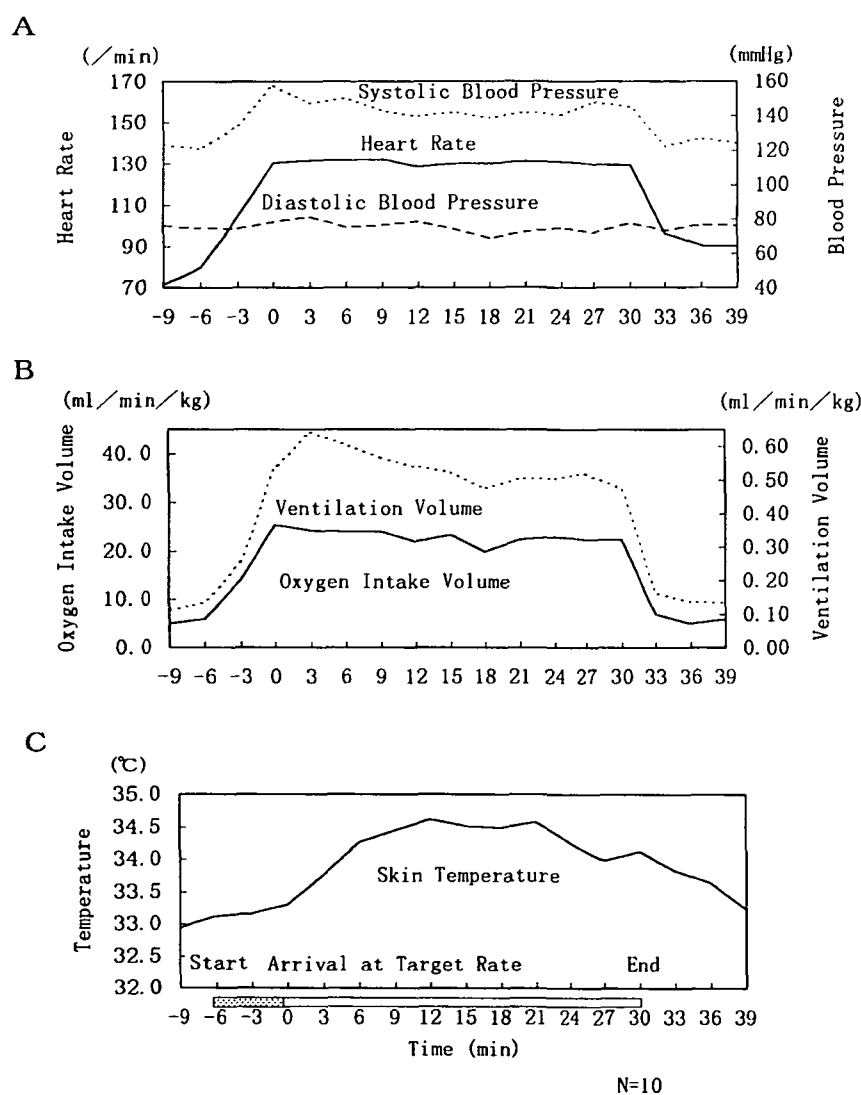 A
(/min)
(mmHg)
170
150
130
110
90
70
Heart Rate
160
140
120
100
80
60
40
Blood Pressure
Systolic Blood Pressure
Heart Rate
Diastolic Blood Pressure
-9 -6 -3 0 3 6 9 12 15 18 21 24 27 30 33 36 39
B
(ml/min/kg)
(ml/min/kg)
40.0
30.0
20.0
10.0
0.0
Oxygen Intake Volume
0.60
0.50
0.40
0.30
0.20
0.10
0.00
Ventilation Volume
Ventilation Volume
Oxygen Intake Volume
-9 -6 -3 0 3 6 9 12 15 18 21 24 27 30 33 36 39
C
(℃)
35.0
34.5
34.0
33.5
33.0
32.5
32.0
Temperature
Skin Temperature
Start Arrival at Target Rate End
-9 -6 -3 0 3 6 9 12 15 18 21 24 27 30 33 36 39
Time (min)
N=10